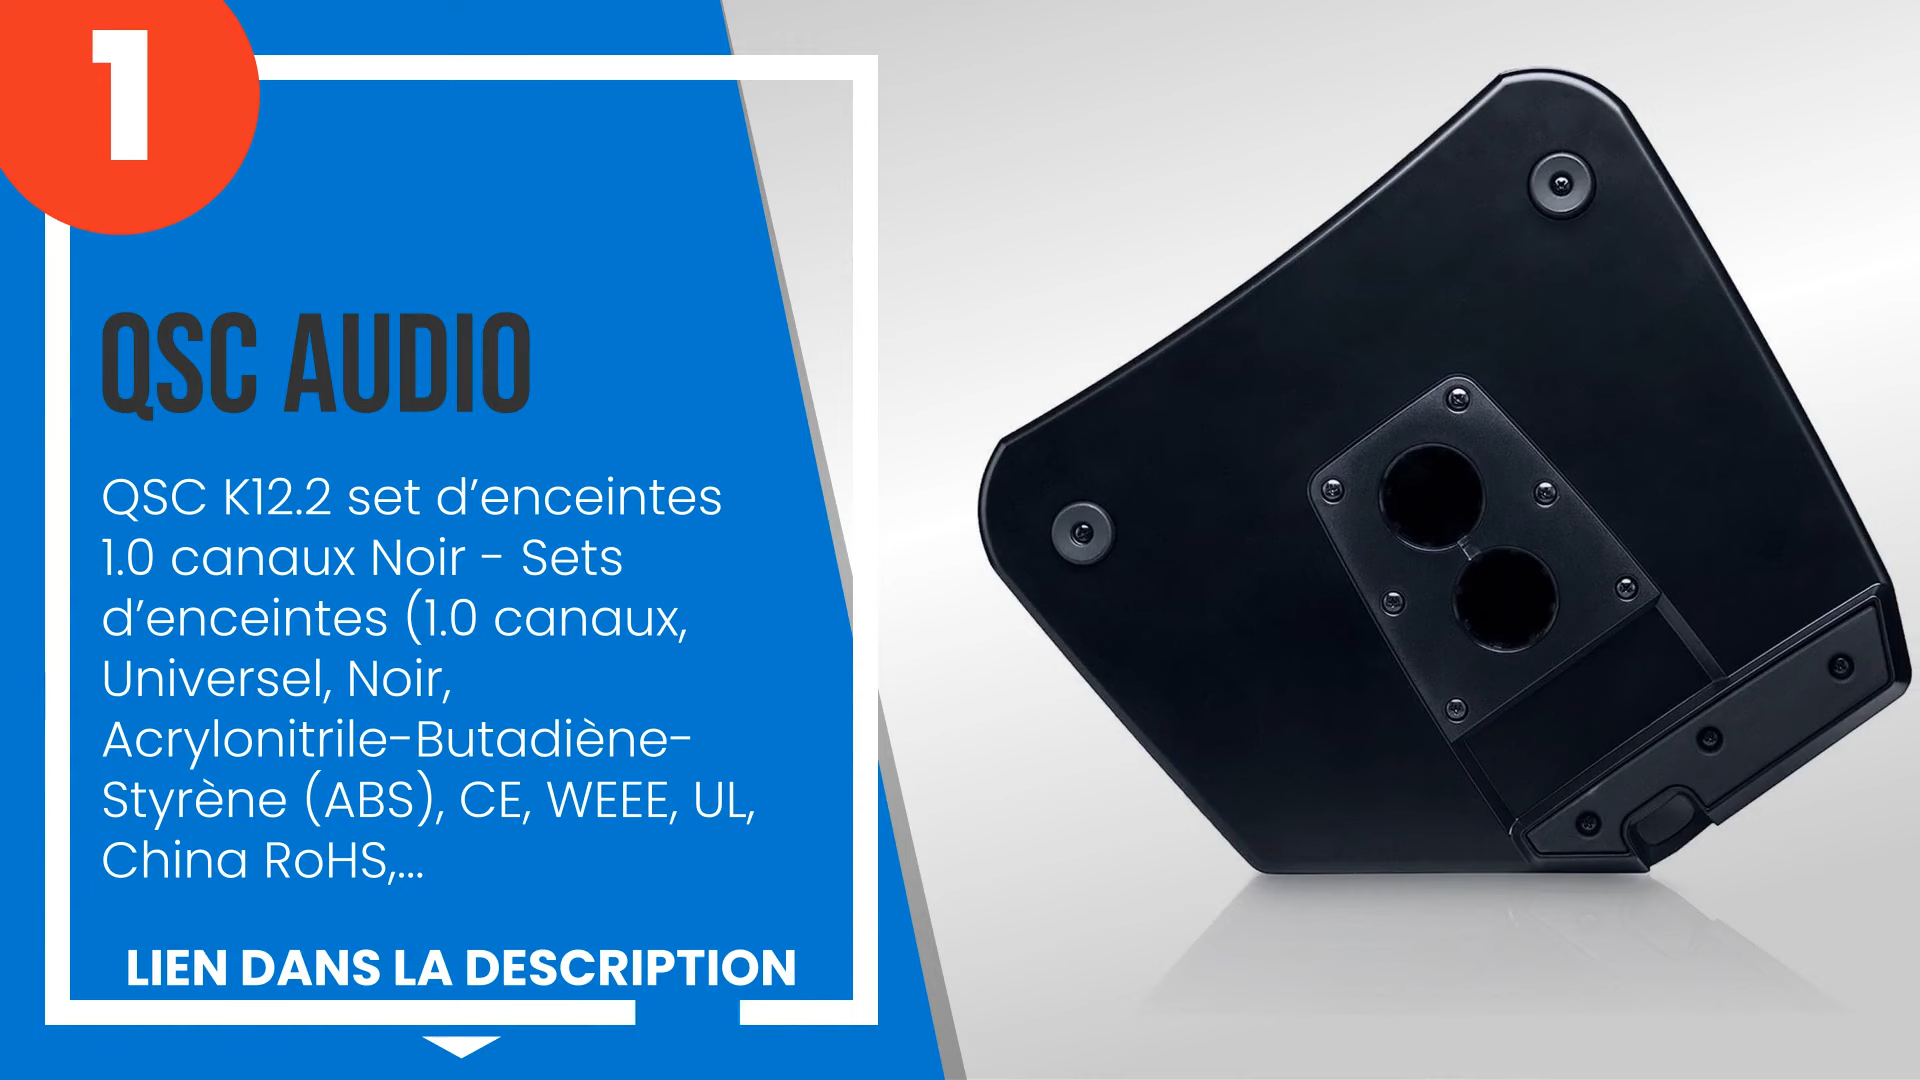 1
QSC AUDIO
QSC K12.2 set d’enceintes
1.0 canaux Noir - Sets
d’enceintes (1.0 canaux,
Universel, Noir,
Acrylonitrile-Butadiène-
Styrène (ABS), CE, WEEE, UL,
China RoHS,...
LIEN DANS LA DESCRIPTION